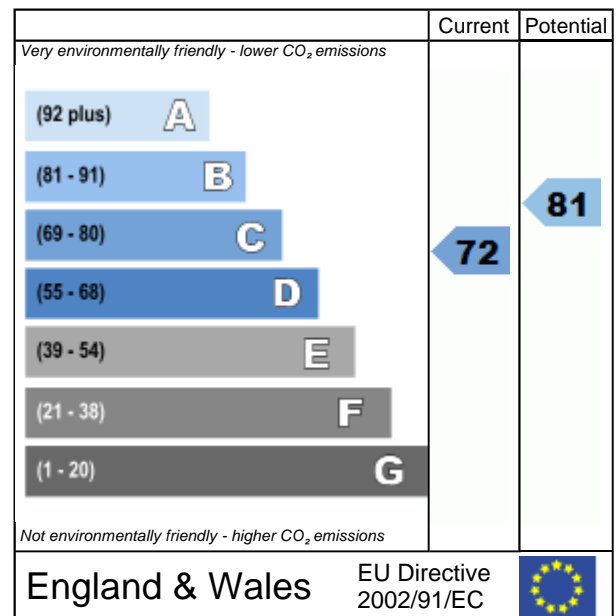 Current Potential
Very environmentally friendly - lower CO₂ emissions
(92 plus) A
(81 - 91) B
81
(69 - 80) C
72
(55 - 68) D
(39 - 54) E
(21 - 38) F
(1 - 20) G
Not environmentally friendly - higher CO₂ emissions
England & Wales
EU Directive
2002/91/EC